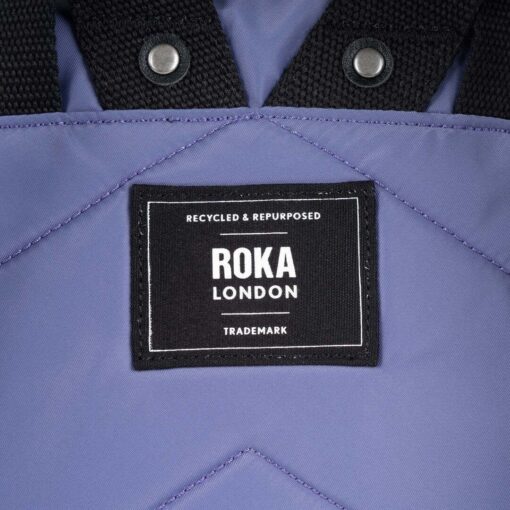 RECYCLED & REPURPOSED
ROKA
LONDON
TRADEMARK